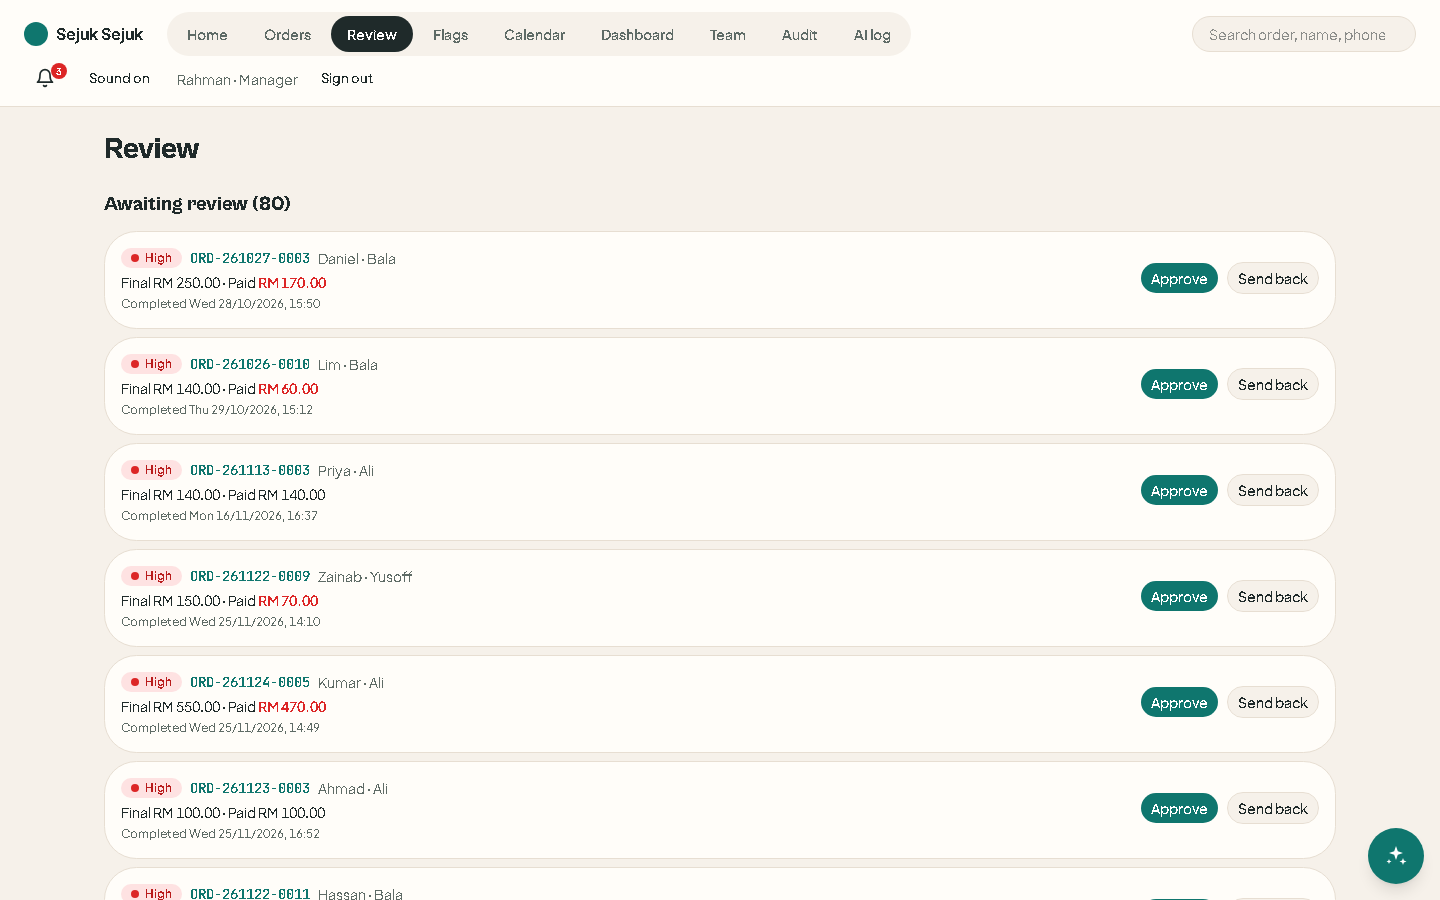 Sejuk Sejuk
Home Orders Review Flags Calendar Dashboard Team Audit AI log
Search order, name, phone
3 Sound on Rahman · Manager Sign out
Review
Awaiting review (80)
High ORD-261027-0003 Daniel · Bala
Final RM 250.00 · Paid RM 170.00
Completed Wed 28/10/2026, 15:50
Approve Send back
High ORD-261026-0010 Lim · Bala
Final RM 140.00 · Paid RM 60.00
Completed Thu 29/10/2026, 15:12
Approve Send back
High ORD-261113-0003 Priya · Ali
Final RM 140.00 · Paid RM 140.00
Completed Mon 16/11/2026, 16:37
Approve Send back
High ORD-261122-0009 Zainab · Yusoff
Final RM 150.00 · Paid RM 70.00
Completed Wed 25/11/2026, 14:10
Approve Send back
High ORD-261124-0005 Kumar · Ali
Final RM 550.00 · Paid RM 470.00
Completed Wed 25/11/2026, 14:49
Approve Send back
High ORD-261123-0003 Ahmad · Ali
Final RM 100.00 · Paid RM 100.00
Completed Wed 25/11/2026, 16:52
Approve Send back
High ORD-261122-0011 Hassan · Bala